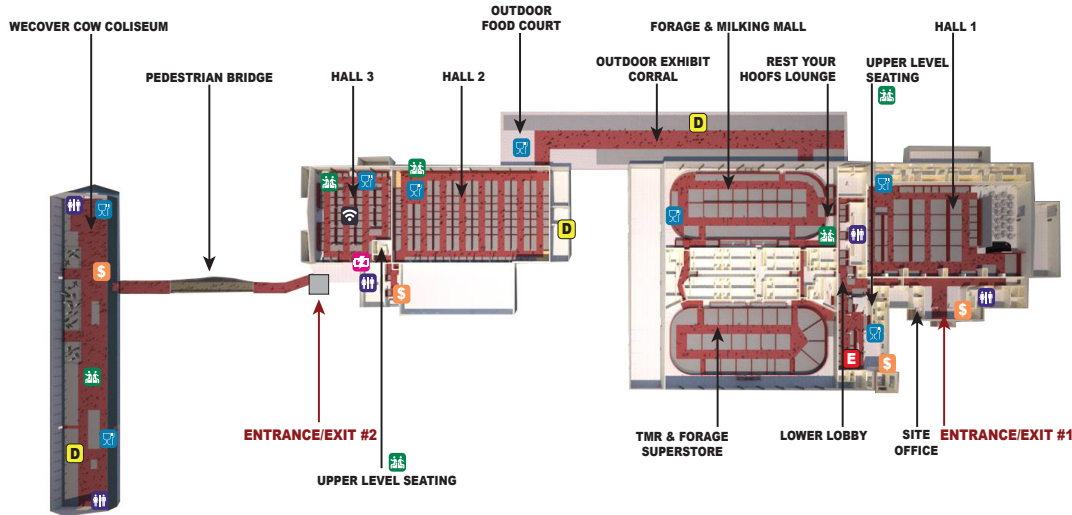 WECOVER COW COLISEUM
PEDESTRIAN BRIDGE
HALL 3
HALL 2
OUTDOOR
FOOD COURT
OUTDOOR EXHIBIT
CORRAL
FORAGE & MILKING MALL
REST YOUR
HOOFS LOUNGE
UPPER LEVEL
SEATING
HALL 1
D
D
$
$
$
E
$
D
ENTRANCE/EXIT #2
UPPER LEVEL SEATING
TMR & FORAGE
SUPERSTORE
LOWER LOBBY
SITE
OFFICE
ENTRANCE/EXIT #1